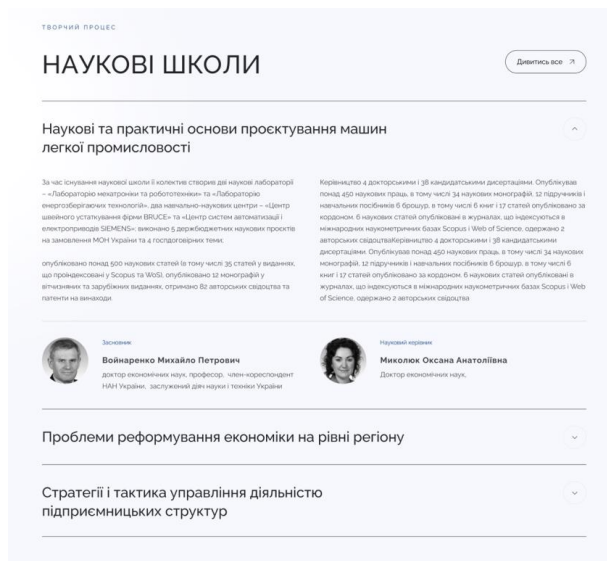 ТВОРЧИЙ ПРОЦЕС
НАУКОВІ ШКОЛИ
Дивитись все
Наукові та практичні основи проєктування машин
легкої промисловості
За час існування наукової школи її колектив створив дві наукові лабораторії
– «Лабораторію мехатроніки та робототехніки» та «Лабораторію
енергозберігаючих технологій», два навчально-наукових центри – «Центр
швейного устаткування фірми BRUCE» та «Центр систем автоматизації і
електроприводів SIEMENS»; виконано 5 держбюджетних наукових проєктів
на замовлення МОН України та 4 госпдоговірних теми;
опубліковано понад 500 наукових статей (в тому числі 35 статей у виданнях,
що проіндексовані у Scopus та WoS), опубліковано 12 монографій у
вітчизняних та зарубіжних виданнях, отримано 62 авторських свідоцтва та
патенти на винаходи.
Керівництво 4 докторськими і 38 кандидатськими дисертаціями. Опублікував
понад 450 наукових праць, в тому числі 34 наукових монографій, 12 підручників і
навчальних посібників 6 брошур, в тому числі 6 книг і 17 статей опубліковано за
кордоном. 6 наукових статей опубліковані в журналах, що індексуються в
міжнародних наукометричних базах Scopus і Web of Science. одержано 2
авторських свідоцтваКерівництво 4 докторськими і 38 кандидатськими
дисертаціями. Опублікував понад 450 наукових праць, в тому числі 34 наукових
монографій, 12 підручників і навчальних посібників 6 брошур, в тому числі 6
книг і 17 статей опубліковано за кордоном. 6 наукових статей опубліковані в
журналах, що індексуються в міжнародних наукометричних базах Scopus і Web
of Science. одержано 2 авторських свідоцтва
Засновник
Войнаренко Михайло Петрович
доктор економічних наук, професор, член-кореспондент
НАН України, заслужений діяч науки і техніки України
Науковий керівник
Миколюк Оксана Анатоліївна
Доктор економічних наук,
Проблеми реформування економіки на рівні регіону
Стратегії і тактика управління діяльністю
підприємницьких структур